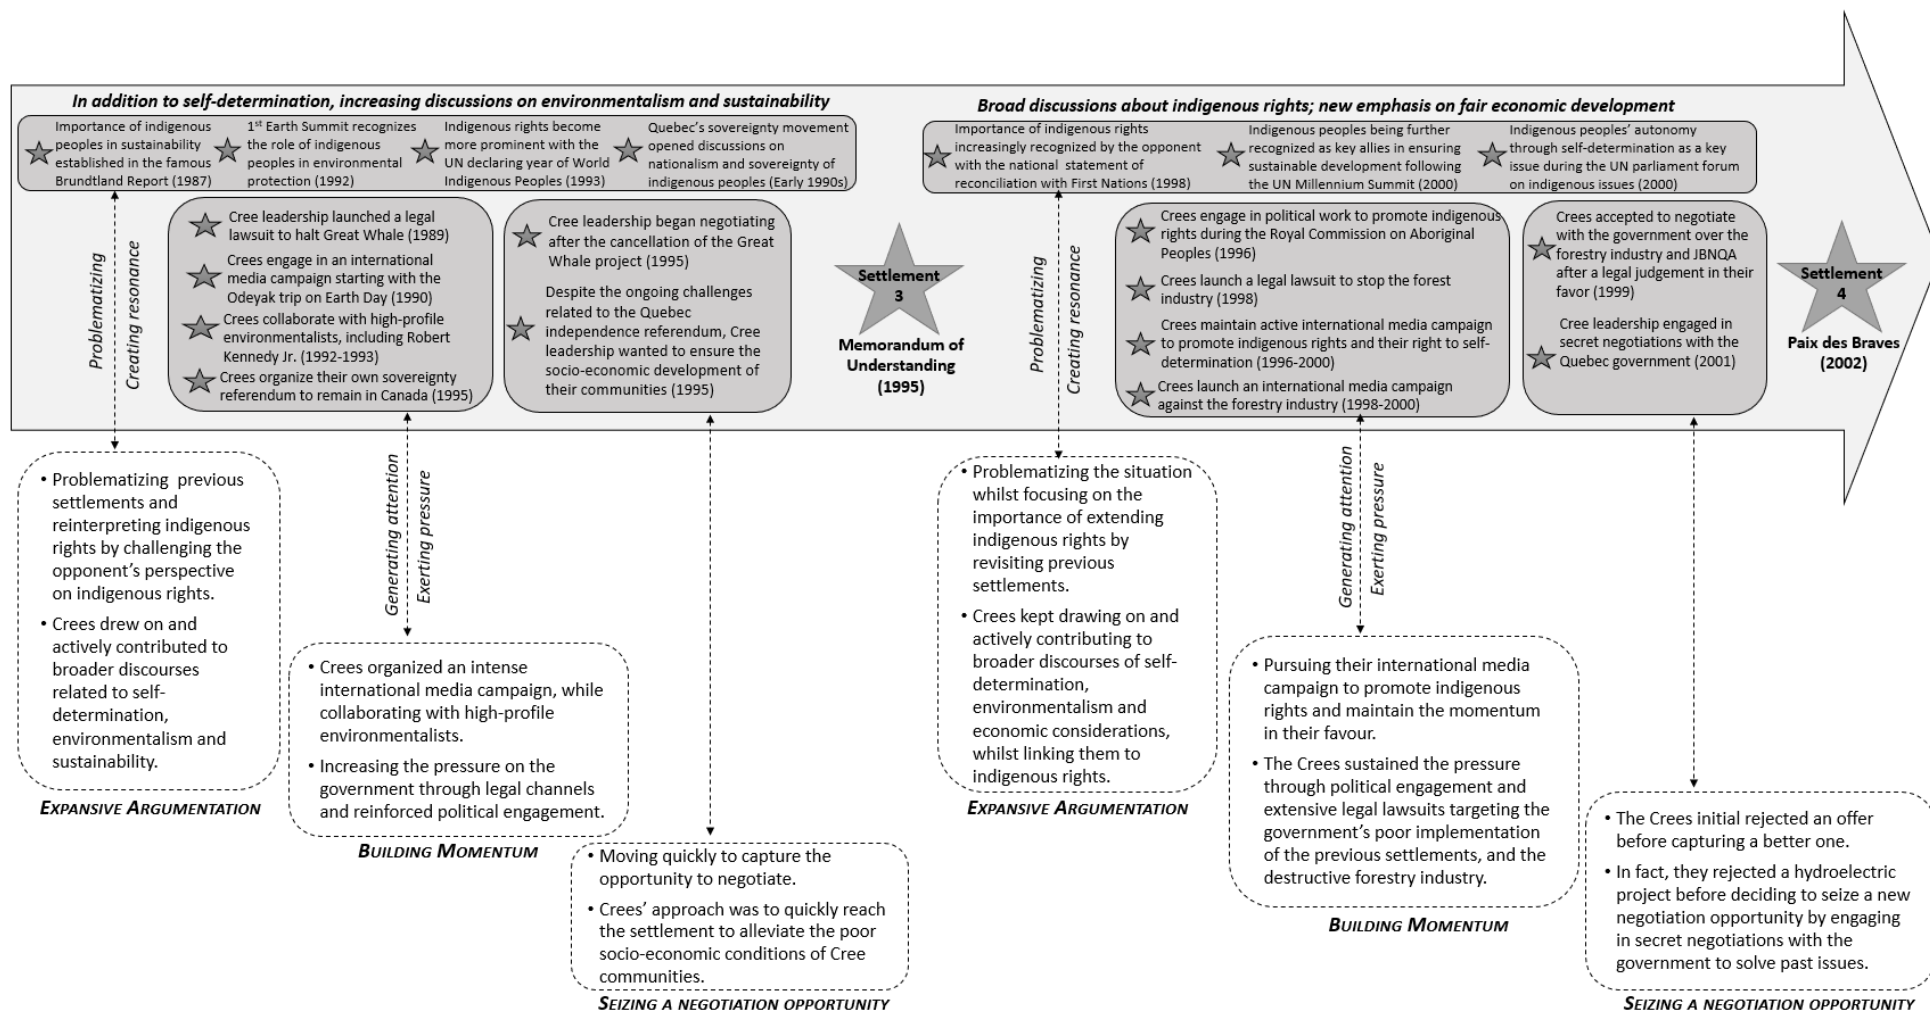 In addition to self-determination, increasing discussions on environmentalism and sustainability
Importance of indigenous
peoples in sustainability
established in the famous
Brundtland Report (1987)
1st Earth Summit recognizes
the role of indigenous
peoples in environmental
protection (1992)
Indigenous rights become
more prominent with the
UN declaring year of World
Indigenous Peoples (1993)
Quebec's sovereignty movement
opened discussions on
nationalism and sovereignty of
indigenous peoples (Early 1990s)
Cree leadership launched a legal
lawsuit to halt Great Whale (1989)
Crees engage in an international
media campaign starting with the
Odeyak trip on Earth Day (1990)
Crees collaborate with high-profile
environmentalists, including Robert
Kennedy Jr. (1992-1993)
Crees organize their own sovereignty
referendum to remain in Canada (1995)
Cree leadership began negotiating
after the cancellation of the Great
Whale project (1995)
Despite the ongoing challenges
related to the Quebec
independence referendum, Cree
leadership wanted to ensure the
socio-economic development of
their communities (1995)
Settlement
3
Memorandum of
Understanding
(1995)
Broad discussions about indigenous rights; new emphasis on fair economic development
Importance of indigenous rights
increasingly recognized by the opponent
with the national statement of
reconciliation with First Nations (1998)
Indigenous peoples being further
recognized as key allies in ensuring
sustainable development following
the UN Millennium Summit (2000)
Indigenous peoples' autonomy
through self-determination as a key
issue during the UN parliament forum
on indigenous issues (2000)
Crees engage in political work to promote indigenous
rights during the Royal Commission on Aboriginal
Peoples (1996)
Crees launch a legal lawsuit to stop the forest
industry (1998)
Crees maintain active international media campaign
to promote indigenous rights and their right to self-
determination (1996-2000)
Crees launch an international media campaign
against the forestry industry (1998-2000)
Crees accepted to negotiate
with the government over the
forestry industry and JBNQA
after a legal judgement in their
favor (1999)
Cree leadership engaged in
secret negotiations with the
Quebec government (2001)
Settlement
4
Paix des Braves
(2002)
Problematizing
Creating resonance
Generating attention
Exerting pressure
Problematizing
Creating resonance
Generating attention
Exerting pressure
• Problematizing previous
settlements and
reinterpreting indigenous
rights by challenging the
opponent's perspective
on indigenous rights.
• Crees drew on and
actively contributed to
broader discourses
related to self-
determination,
environmentalism and
sustainability.
EXPANSIVE ARGUMENTATION
• Crees organized an intense
international media campaign, while
collaborating with high-profile
environmentalists.
• Increasing the pressure on the
government through legal channels
and reinforced political engagement.
BUILDING MOMENTUM
• Moving quickly to capture the
opportunity to negotiate.
• Crees' approach was to quickly reach
the settlement to alleviate the poor
socio-economic conditions of Cree
communities.
SEIZING A NEGOTIATION OPPORTUNITY
• Problematizing the situation
whilst focusing on the
importance of extending
indigenous rights by
revisiting previous
settlements.
• Crees kept drawing on and
actively contributing to
broader discourses of self-
determination,
environmentalism and
economic considerations,
whilst linking them to
indigenous rights.
EXPANSIVE ARGUMENTATION
• Pursuing their international media
campaign to promote indigenous
rights and maintain the momentum
in their favour.
• The Crees sustained the pressure
through political engagement and
extensive legal lawsuits targeting the
government's poor implementation
of the previous settlements, and the
destructive forestry industry.
BUILDING MOMENTUM
• The Crees initial rejected an offer
before capturing a better one.
• In fact, they rejected a hydroelectric
project before deciding to seize a new
negotiation opportunity by engaging
in secret negotiations with the
government to solve past issues.
SEIZING A NEGOTIATION OPPORTUNITY